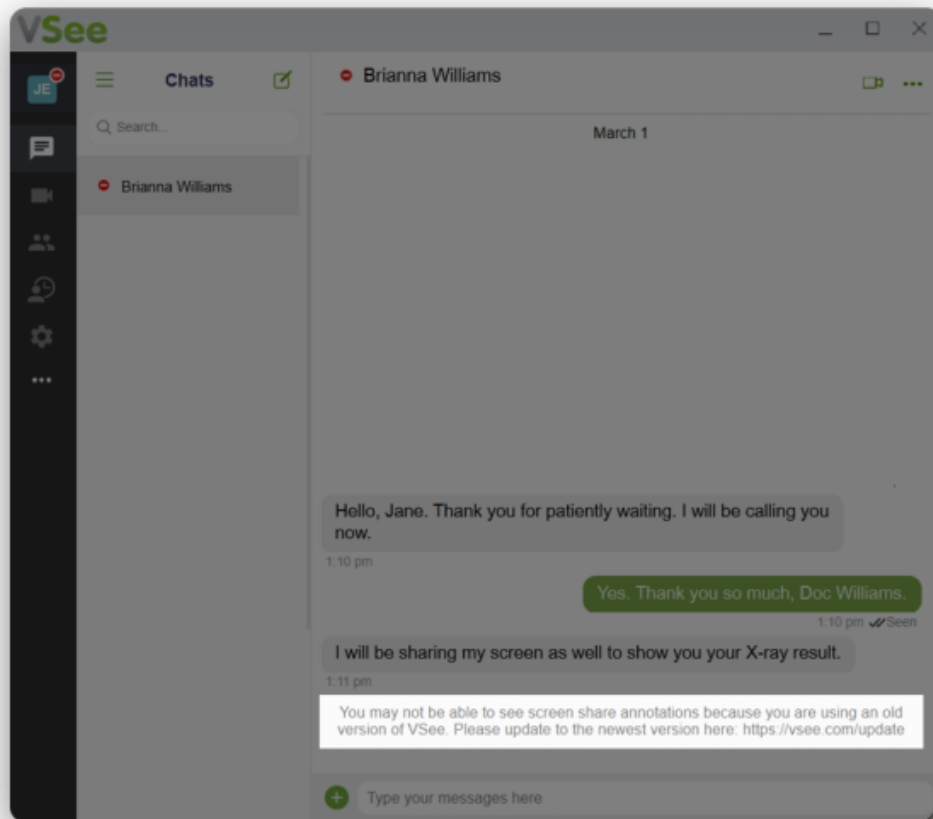 VSee
JE
Chats
Search...
Brianna Williams
Brianna Williams
March 1
Hello, Jane. Thank you for patiently waiting. I will be calling you
now.
1:10 pm
Yes. Thank you so much, Doc Williams.
1:10 pm Seen
I will be sharing my screen as well to show you your X-ray result.
1:11 pm
You may not be able to see screen share annotations because you are using an old
version of VSee. Please update to the newest version here: https://vsee.com/update
Type your messages here